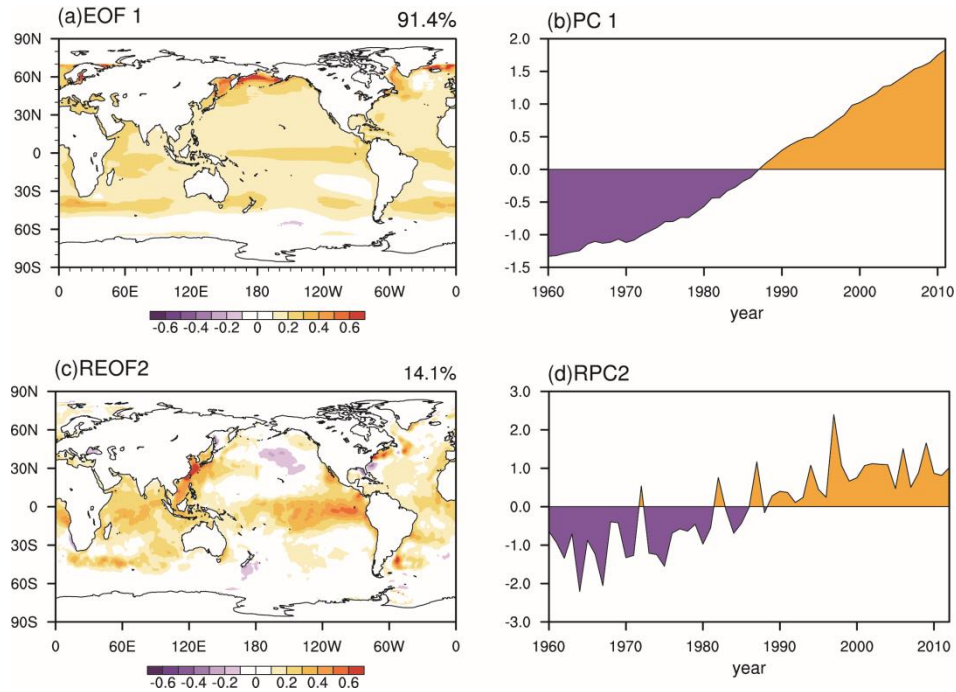 (a)EOF 1 91.4%
90N
60N
30N
0
30S
60S
90S
0 60E 120E 180 120W 60W 0
-0.6 -0.4 -0.2 0 0.2 0.4 0.6
(b)PC 1
2.0
1.5
1.0
0.5
0.0
-0.5
-1.0
-1.5
1960 1970 1980 1990 2000 2010
year
(c)REOF2 14.1%
90N
60N
30N
0
30S
60S
90S
0 60E 120E 180 120W 60W 0
-0.6 -0.4 -0.2 0 0.2 0.4 0.6
(d)RPC2
3.0
2.0
1.0
0.0
-1.0
-2.0
-3.0
1960 1970 1980 1990 2000 2010
year